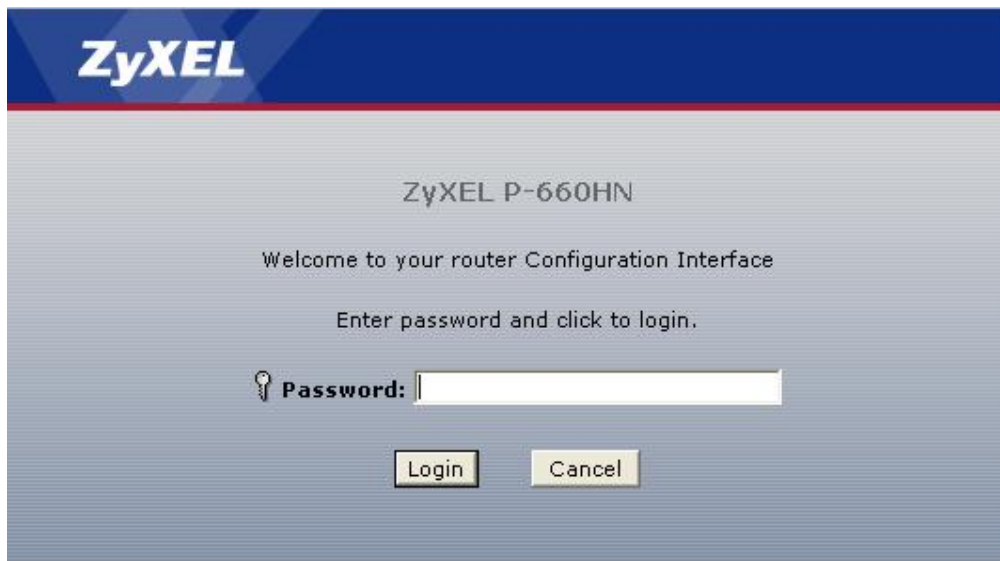 ZyXEL
ZyXEL P-660HN
Welcome to your router Configuration Interface
Enter password and click to login.
Password:
Login Cancel